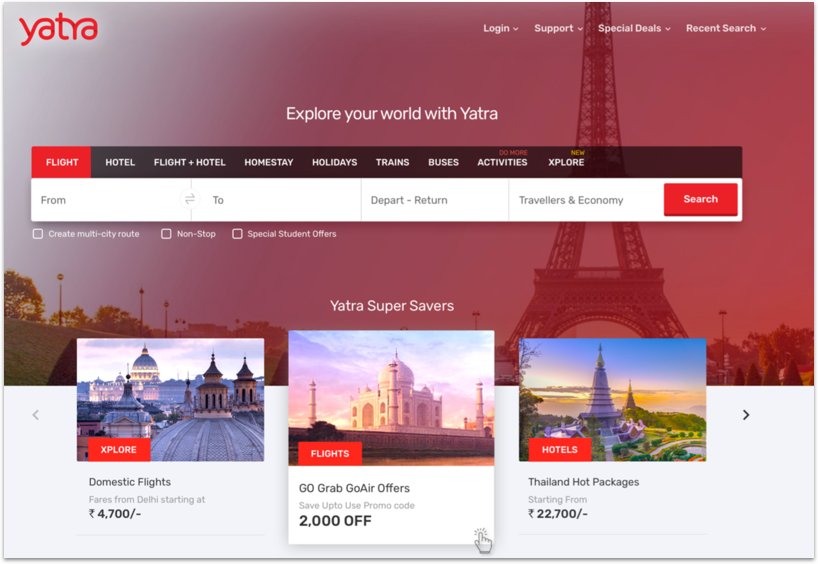 yatra
Login Support Special Deals Recent Search
Explore your world with Yatra
DO MORE NEW
FLIGHT HOTEL FLIGHT + HOTEL HOMESTAY HOLIDAYS TRAINS BUSES ACTIVITIES XPLORE
From To Depart - Return Travellers & Economy Search
Create multi-city route Non-Stop Special Student Offers
Yatra Super Savers
XPLORE FLIGHTS HOTELS
Domestic Flights
Fares from Delhi starting at
₹ 4,700/-
GO Grab GoAir Offers
Save Upto Use Promo code
2,000 OFF
Thailand Hot Packages
Starting From
₹ 22,700/-